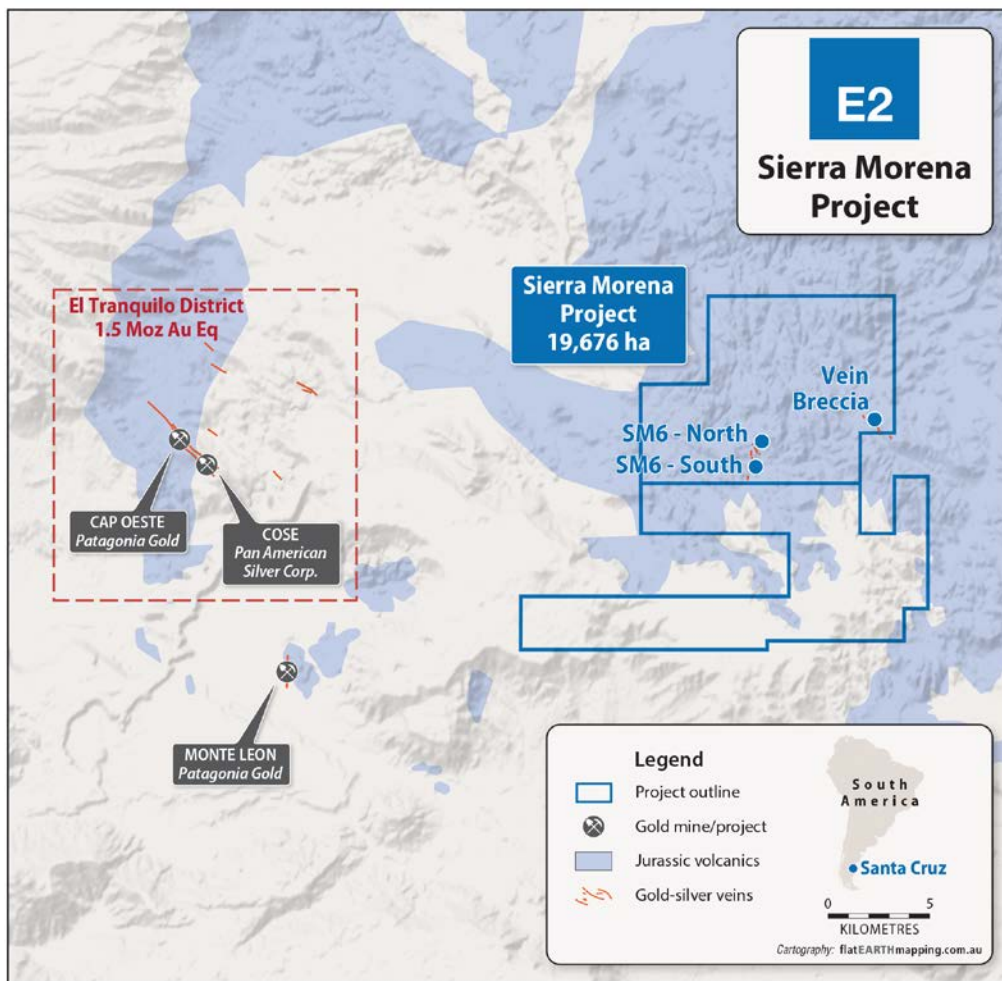 E2
Sierra Morena
Project
El Tranquilo District
1.5 Moz Au Eq
Sierra Morena
Project
19,676 ha
Vein
Breccia
SM6 - North
SM6 - South
CAP OESTE
Patagonia Gold
COSE
Pan American
Silver Corp.
MONTE LEON
Patagonia Gold
Legend
Project outline
Gold mine/project
Jurassic volcanics
Gold-silver veins
South
America
Santa Cruz
0 5
KILOMETRES
Cartography: flatEARTHmapping.com.au